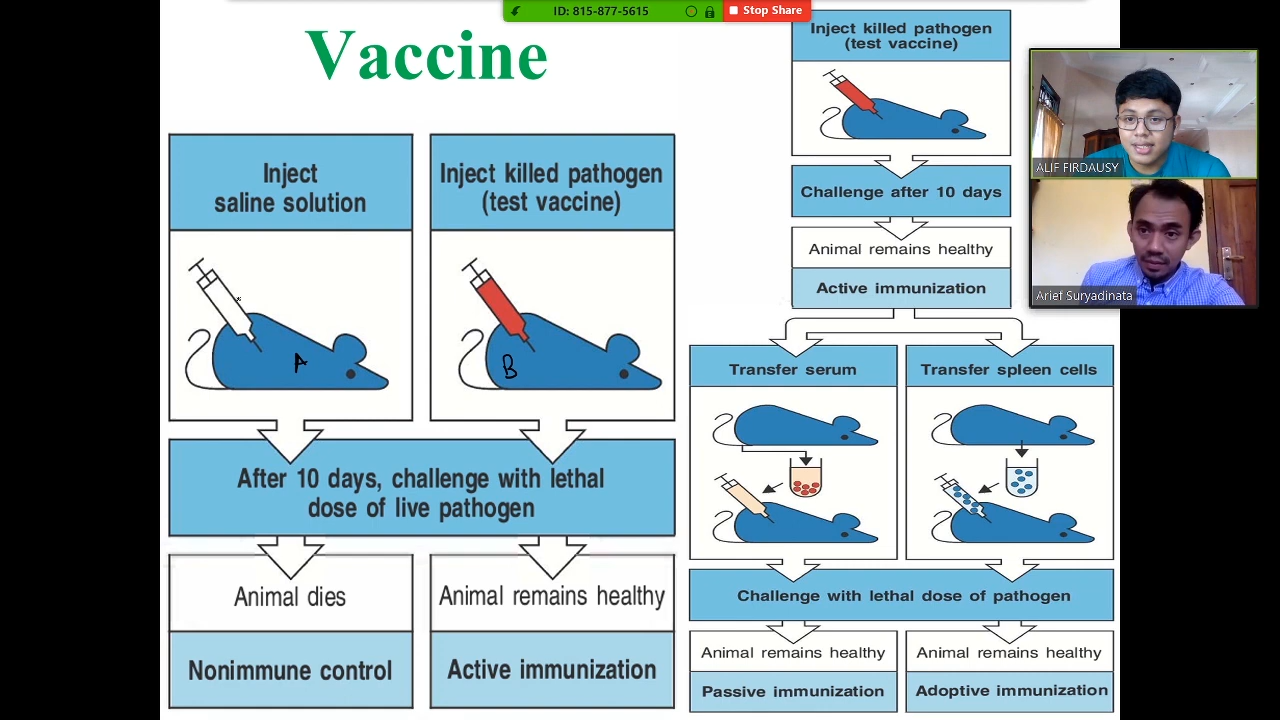 ID: 815-877-5615
Stop Share
Vaccine
Inject
saline solution
Inject killed pathogen
(test vaccine)
A
B
After 10 days, challenge with lethal
dose of live pathogen
Animal dies
Animal remains healthy
Nonimmune control
Active immunization
Inject killed pathogen
(test vaccine)
Challenge after 10 days
Animal remains healthy
Active immunization
Transfer serum
Transfer spleen cells
Challenge with lethal dose of pathogen
Animal remains healthy
Animal remains healthy
Passive immunization
Adoptive immunization
ALIF FIRDAUSY
Arief Suryadinata